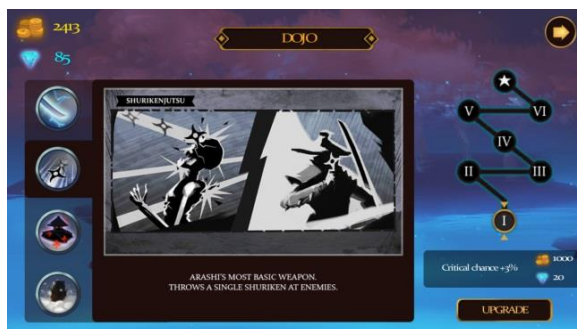 2413
DOJO
85
SHURIKENJUTSU
V VI
IV
II III
I
Critical chance +3%
1000
20
ARASHI'S MOST BASIC WEAPON.
THROWS A SINGLE SHURIKEN AT ENEMIES.
UPGRADE